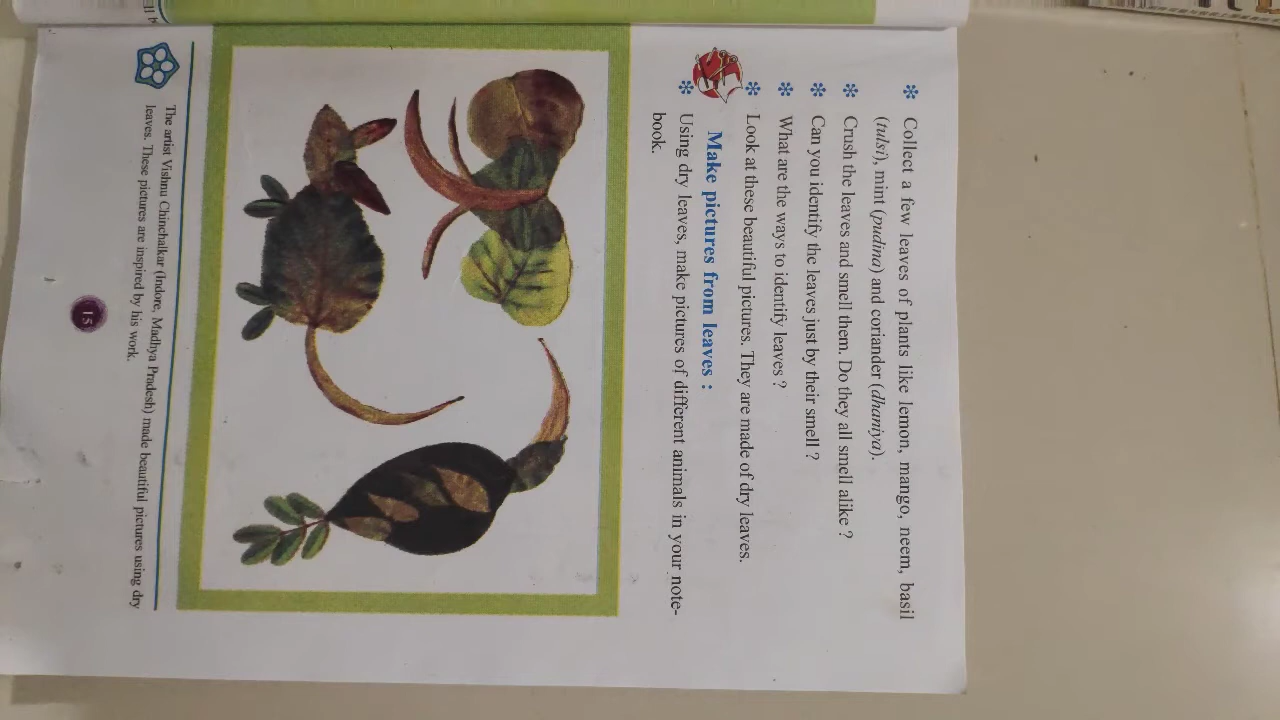 * Collect a few leaves of plants like lemon, mango, neem, basil
(tulsi), mint (pudina) and coriander (dhaniya).
* Crush the leaves and smell them. Do they all smell alike ?
* Can you identify the leaves just by their smell ?
* What are the ways to identify leaves ?
* Look at these beautiful pictures. They are made of dry leaves.
Make pictures from leaves :
* Using dry leaves, make pictures of different animals in your note-
book.
The artist Vishnu Chinchalkar (Indore, Madhya Pradesh) made beautiful pictures using dry
leaves. These pictures are inspired by his work.
15